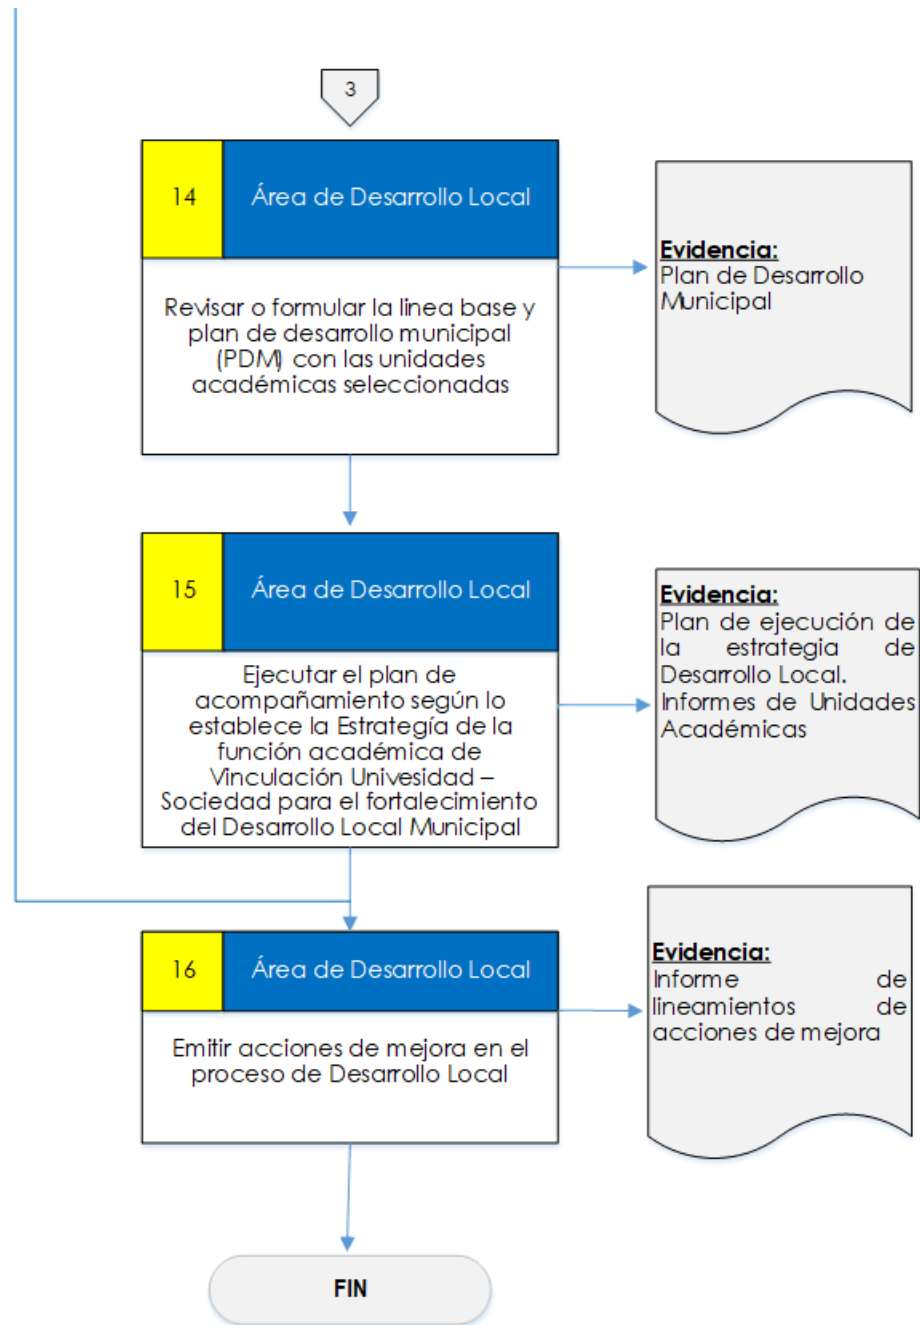 3
14
Área de Desarrollo Local
Revisar o formular la linea base y
plan de desarrollo municipal
(PDM) con las unidades
académicas seleccionadas
Evidencia:
Plan de Desarrollo
Municipal
15
Área de Desarrollo Local
Ejecutar el plan de
acompañamiento según lo
establece la Estrategía de la
función académica de
Vinculación Univesidad –
Sociedad para el fortalecimiento
del Desarrollo Local Municipal
Evidencia:
Plan de ejecución de
la estrategia de
Desarrollo Local.
Informes de Unidades
Académicas
16
Área de Desarrollo Local
Emitir acciones de mejora en el
proceso de Desarrollo Local
Evidencia:
Informe de
lineamientos de
acciones de mejora
FIN